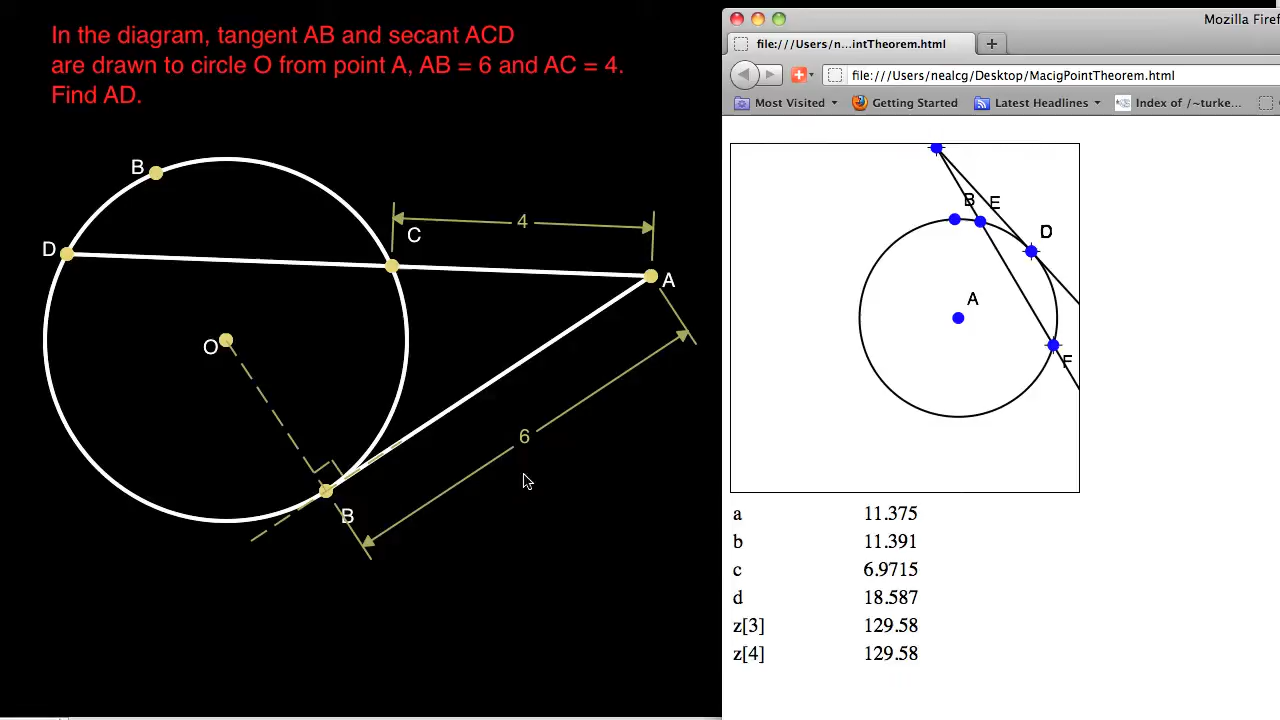 In the diagram, tangent AB and secant ACD
are drawn to circle O from point A, AB = 6 and AC = 4.
Find AD.
B
D
4
C
A
O
6
B
Mozilla
file:///Users/n...intTheorem.html
file:///Users/nealcg/Desktop/MacigPointTheorem.html
Most Visited
Getting Started
Latest Headlines
Index of /~turke...
B
E
D
A
F
a 11.375
b 11.391
c 6.9715
d 18.587
z[3] 129.58
z[4] 129.58